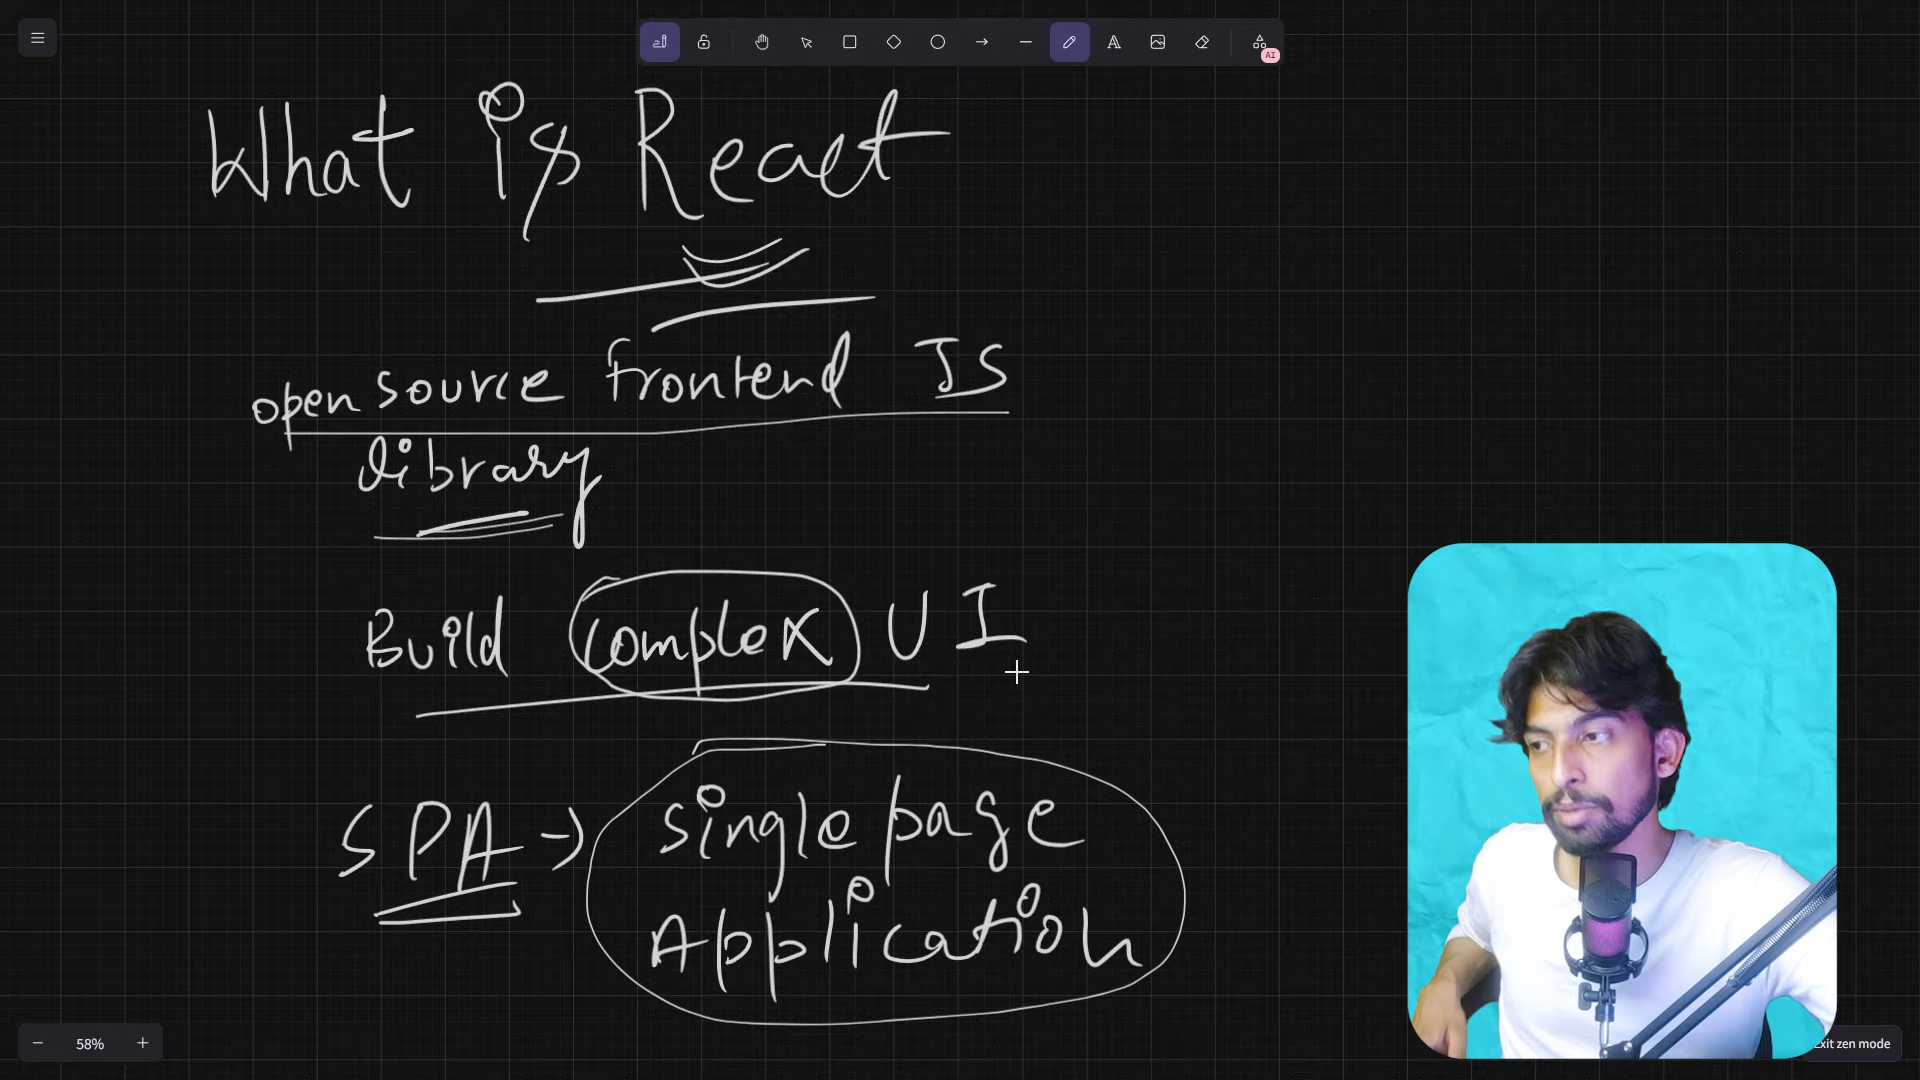 AI
What is React
open source frontend JS
library
Build complex UI
SPA → single page
Application
58%
Exit zen mode